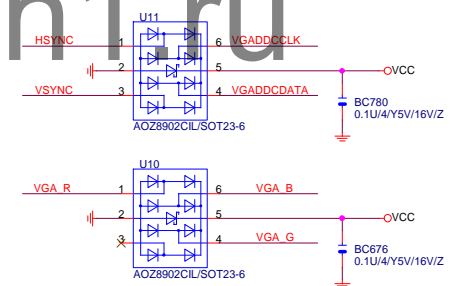 n1.ru
U11
HSYNC 1 6 VGADDCCLK
2 5 VCC
VSYNC 3 4 VGADDCDATA
BC780
0.1U/4/Y5V/16V/Z
AOZ8902CIL/SOT23-6
U10
VGA_R 1 6 VGA_B
2 5 VCC
3 4 VGA_G
BC676
0.1U/4/Y5V/16V/Z
AOZ8902CIL/SOT23-6